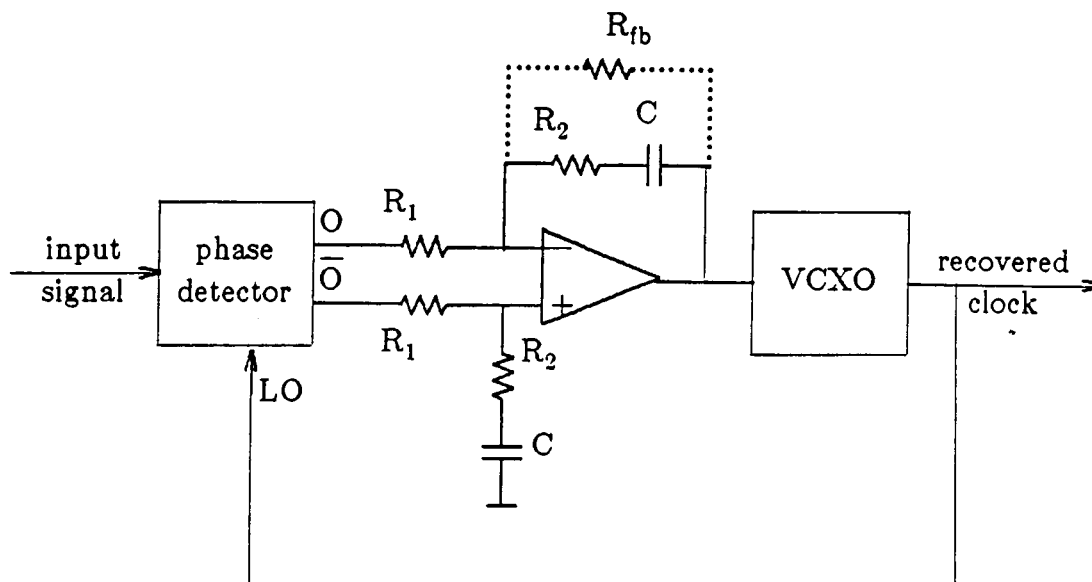 R_fb
C
R_2
R_1
O
input
signal
phase
detector
O̅
VCXO
recovered
clock
−
+
R_1
R_2
LO
C